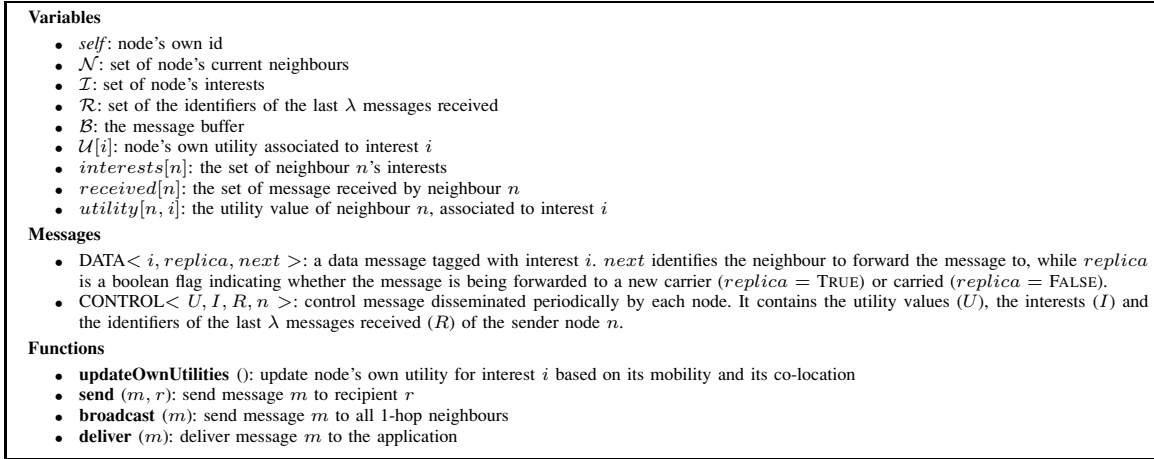 Variables
• self: node's own id
• 𝒩: set of node's current neighbours
• ℐ: set of node's interests
• ℛ: set of the identifiers of the last λ messages received
• ℬ: the message buffer
• 𝒰[i]: node's own utility associated to interest i
• interests[n]: the set of neighbour n's interests
• received[n]: the set of message received by neighbour n
• utility[n, i]: the utility value of neighbour n, associated to interest i
Messages
• DATA< i, replica, next >: a data message tagged with interest i. next identifies the neighbour to forward the message to, while replica
is a boolean flag indicating whether the message is being forwarded to a new carrier (replica = TRUE) or carried (replica = FALSE).
• CONTROL< U, I, R, n >: control message disseminated periodically by each node. It contains the utility values (U), the interests (I) and
the identifiers of the last λ messages received (R) of the sender node n.
Functions
• updateOwnUtilities (): update node's own utility for interest i based on its mobility and its co-location
• send (m, r): send message m to recipient r
• broadcast (m): send message m to all 1-hop neighbours
• deliver (m): deliver message m to the application